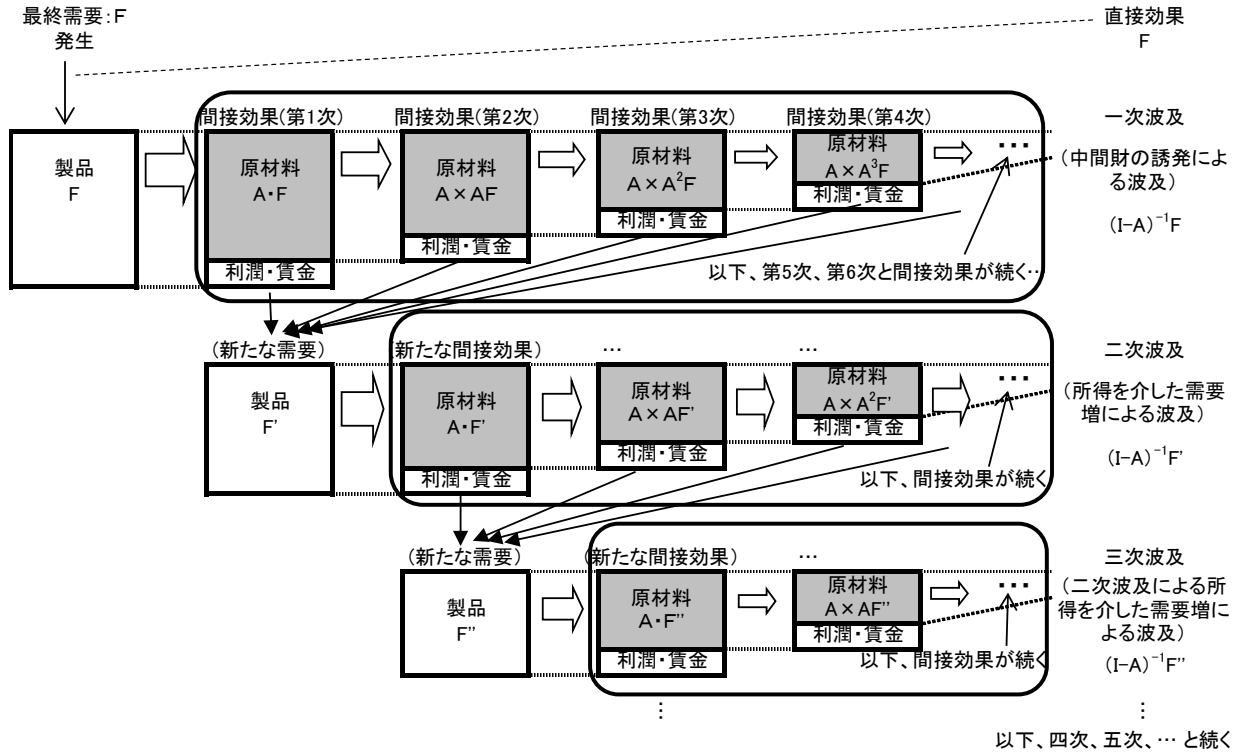 最終需要:F
発生
直接効果
F
間接効果(第1次)
間接効果(第2次)
間接効果(第3次)
間接効果(第4次)
一次波及
製品
F
原材料
A・F
利潤・賃金
原材料
A×AF
利潤・賃金
原材料
A×A²F
利潤・賃金
原材料
A×A³F
利潤・賃金
…
(中間財の誘発によ
る波及)
(I-A)⁻¹F
以下、第5次、第6次と間接効果が続く…
(新たな需要)
(新たな間接効果)
…
…
二次波及
製品
F'
原材料
A・F'
利潤・賃金
原材料
A×AF'
利潤・賃金
原材料
A×A²F'
利潤・賃金
…
(所得を介した需要
増による波及)
(I-A)⁻¹F'
以下、間接効果が続く
(新たな需要)
(新たな間接効果)
…
三次波及
製品
F''
原材料
A・F''
利潤・賃金
原材料
A×AF''
利潤・賃金
…
(二次波及による所
得を介した需要増に
よる波及)
(I-A)⁻¹F''
以下、間接効果が続く
⋮
⋮
以下、四次、五次、… と続く